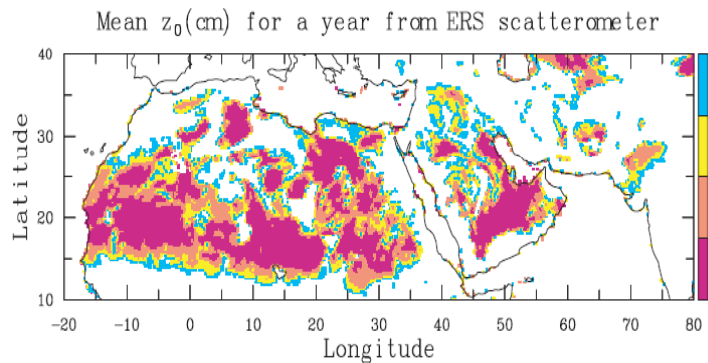 Mean z₀(cm) for a year from ERS scatterometer
40
30
20
10
Latitude
-20 -10 0 10 20 30 40 50 60 70 80
Longitude